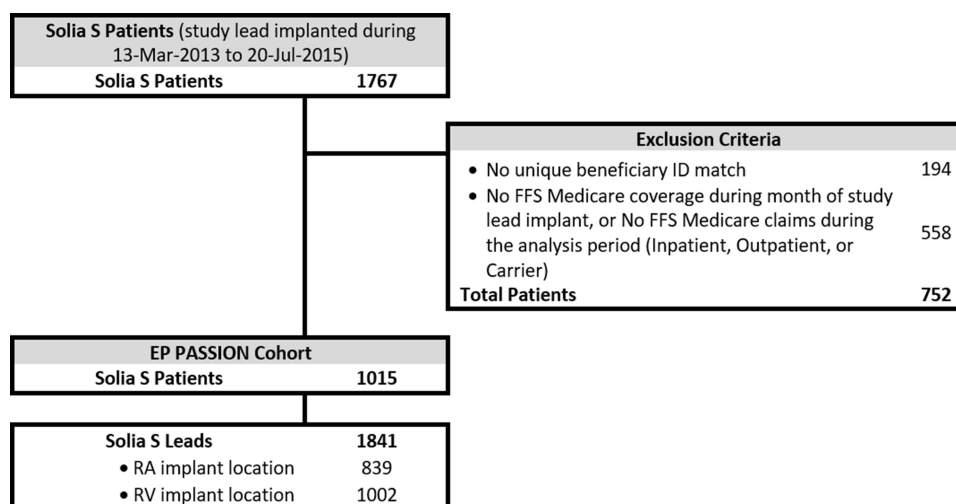 Solia S Patients (study lead implanted during
13-Mar-2013 to 20-Jul-2015)
Solia S Patients 1767
Exclusion Criteria
• No unique beneficiary ID match 194
• No FFS Medicare coverage during month of study
lead implant, or No FFS Medicare claims during
the analysis period (Inpatient, Outpatient, or 558
Carrier)
Total Patients 752
EP PASSION Cohort
Solia S Patients 1015
Solia S Leads 1841
• RA implant location 839
• RV implant location 1002